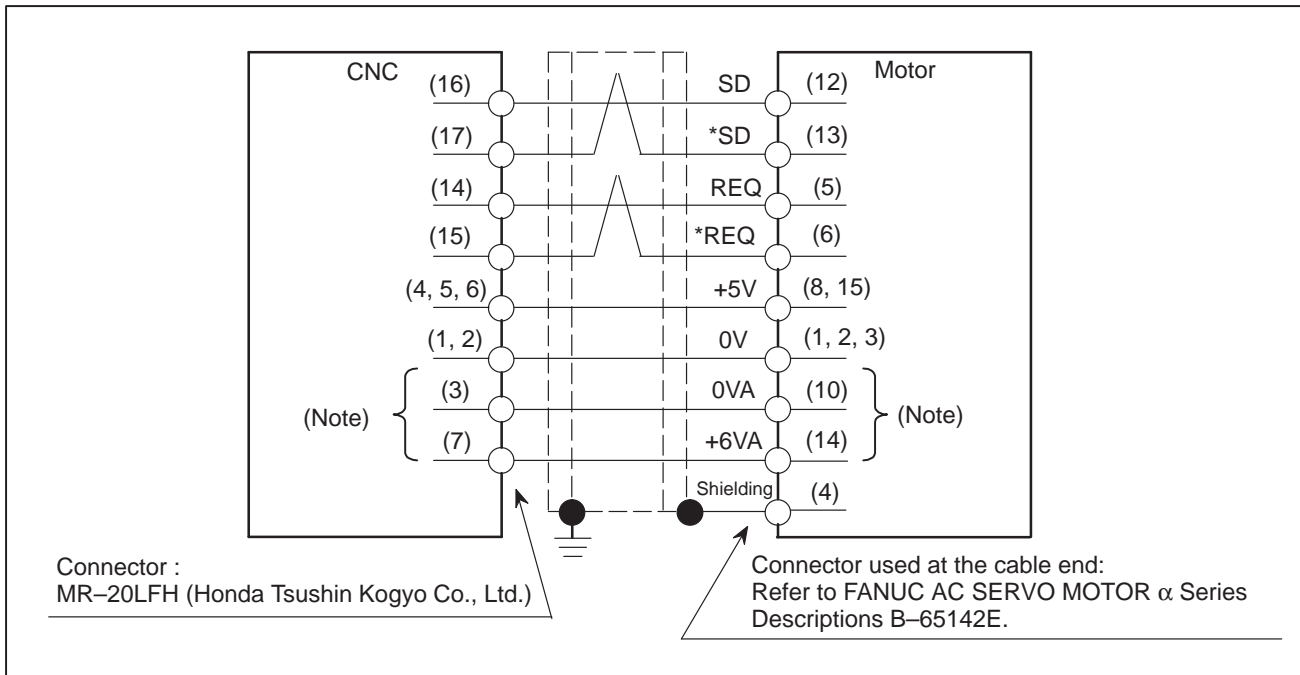 CNC
Motor
(16) SD (12)
(17) *SD (13)
(14) REQ (5)
(15) *REQ (6)
(4, 5, 6) +5V (8, 15)
(1, 2) 0V (1, 2, 3)
(3) 0VA (10)
(Note) (Note)
(7) +6VA (14)
Shielding (4)
Connector :
MR–20LFH (Honda Tsushin Kogyo Co., Ltd.)
Connector used at the cable end:
Refer to FANUC AC SERVO MOTOR α Series
Descriptions B–65142E.